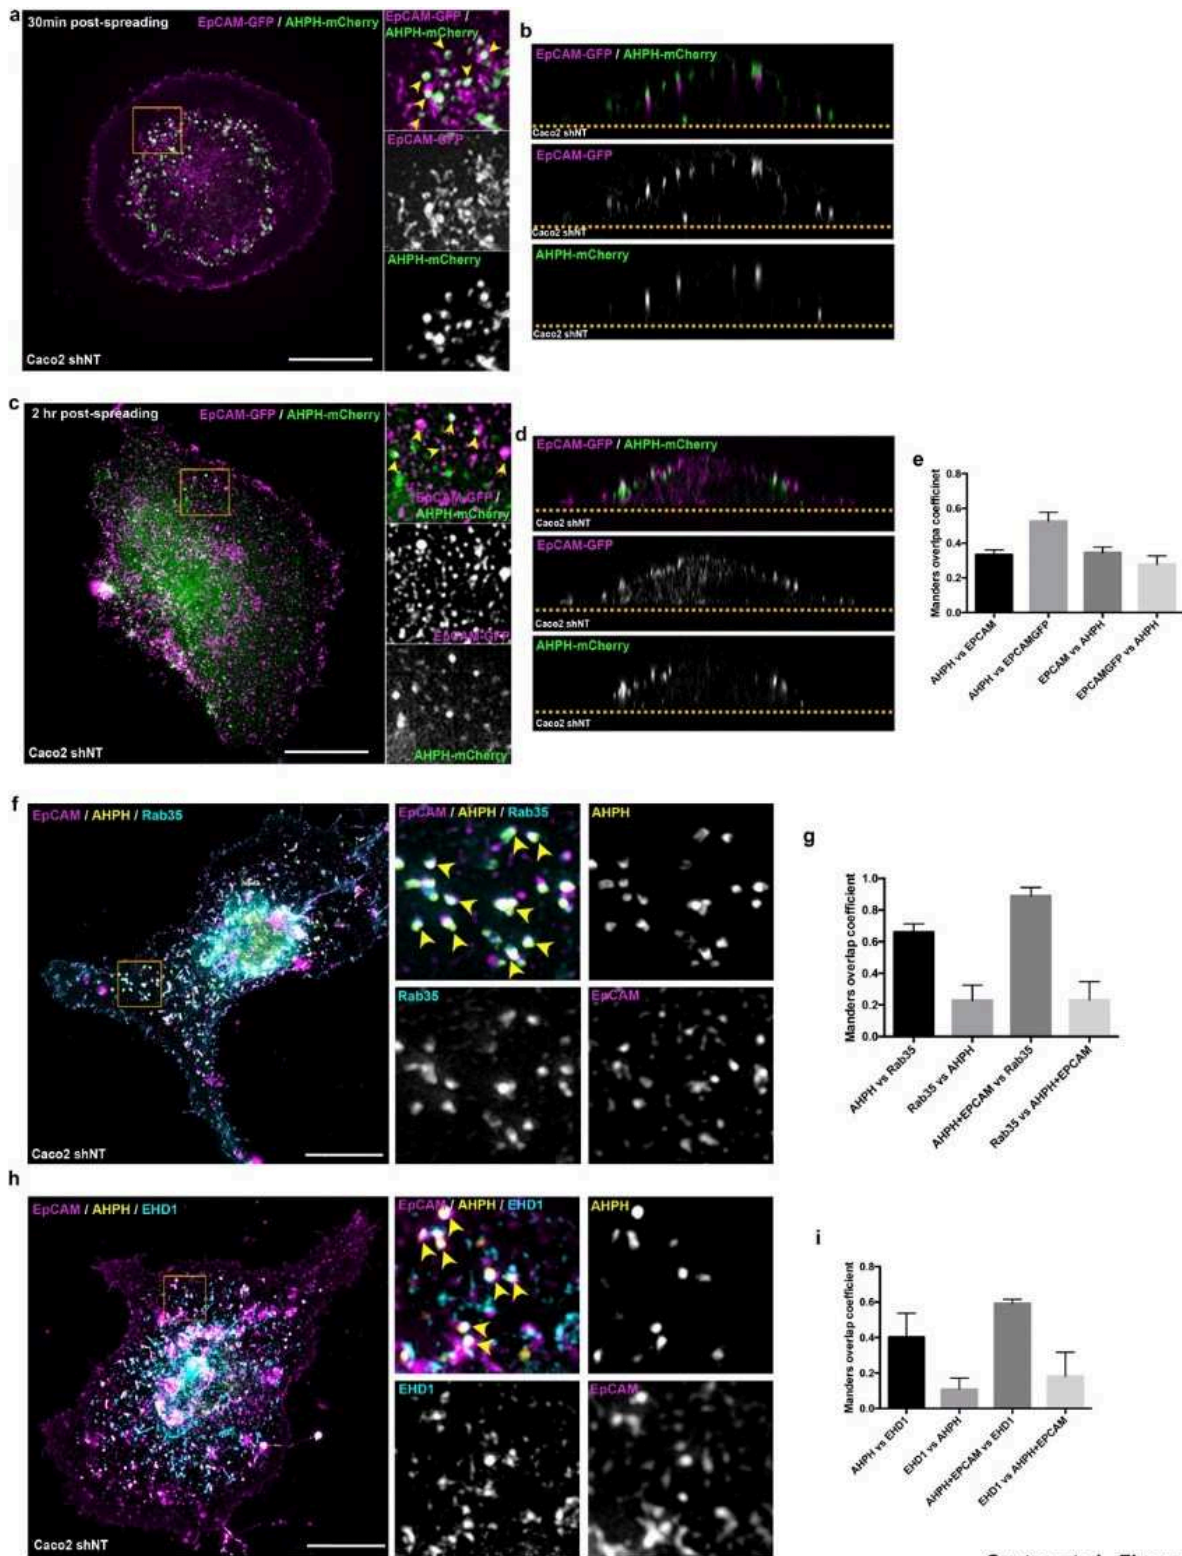 a
30min post-spreading EpCAM-GFP / AHPH-mCherry
EpCAM-GFP /
AHPH-mCherry
EpCAM-GFP
AHPH-mCherry
Caco2 shNT
b
EpCAM-GFP / AHPH-mCherry
Caco2 shNT
EpCAM-GFP
Caco2 shNT
AHPH-mCherry
Caco2 shNT
c
2 hr post-spreading EpCAM-GFP / AHPH-mCherry
EpCAM-GFP /
AHPH-mCherry
EpCAM-GFP
AHPH-mCherry
Caco2 shNT
d
EpCAM-GFP / AHPH-mCherry
Caco2 shNT
EpCAM-GFP
Caco2 shNT
AHPH-mCherry
Caco2 shNT
e
Manders overlpa coefficinet
0.8
0.6
0.4
0.2
0.0
AHPH vs EPCAM
AHPH vs EPCAMGFP
EPCAM vs AHPH
EPCAMGFP vs AHPH
f
EpCAM / AHPH / Rab35
EpCAM / AHPH / Rab35
AHPH
Rab35
EpCAM
Caco2 shNT
g
Manders overlap coefficient
1.0
0.8
0.6
0.4
0.2
0.0
AHPH vs Rab35
Rab35 vs AHPH
AHPH+EPCAM vs Rab35
Rab35 vs AHPH+EPCAM
h
EpCAM / AHPH / EHD1
EpCAM / AHPH / EHD1
AHPH
EHD1
EpCAM
Caco2 shNT
i
Manders overlap coefficient
0.8
0.6
0.4
0.2
0.0
AHPH vs EHD1
EHD1 vs AHPH
AHPH+EPCAM vs EHD1
EHD1 vs AHPH+EPCAM